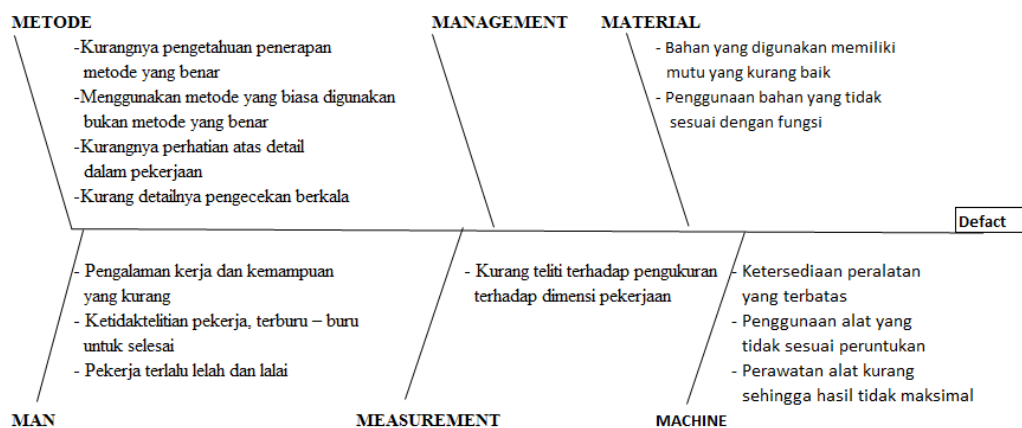 METODE
-Kurangnya pengetahuan penerapan
metode yang benar
-Menggunakan metode yang biasa digunakan
bukan metode yang benar
-Kurangnya perhatian atas detail
dalam pekerjaan
-Kurang detailnya pengecekan berkala
MANAGEMENT
MATERIAL
- Bahan yang digunakan memiliki
mutu yang kurang baik
- Penggunaan bahan yang tidak
sesuai dengan fungsi
Defact
- Pengalaman kerja dan kemampuan
yang kurang
- Ketidaktelitian pekerja, terburu – buru
untuk selesai
- Pekerja terlalu lelah dan lalai
MAN
- Kurang teliti terhadap pengukuran
terhadap dimensi pekerjaan
MEASUREMENT
- Ketersediaan peralatan
yang terbatas
- Penggunaan alat yang
tidak sesuai peruntukan
- Perawatan alat kurang
sehingga hasil tidak maksimal
MACHINE